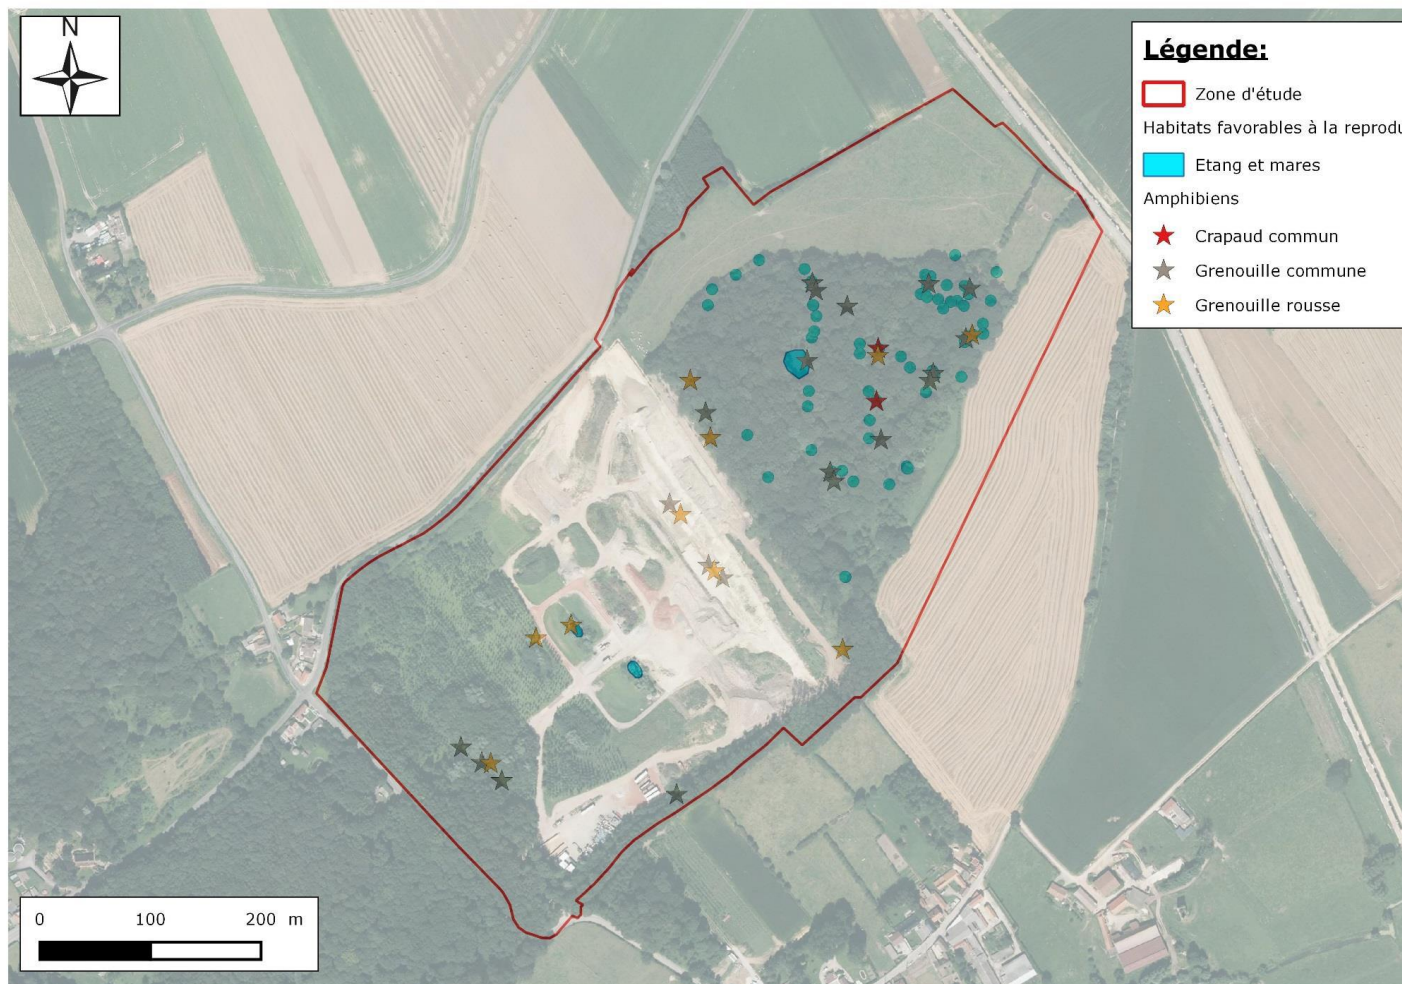 N
Légende:
Zone d'étude
Habitats favorables à la reprodu
Etang et mares
Amphibiens
Crapaud commun
Grenouille commune
Grenouille rousse
0 100 200 m